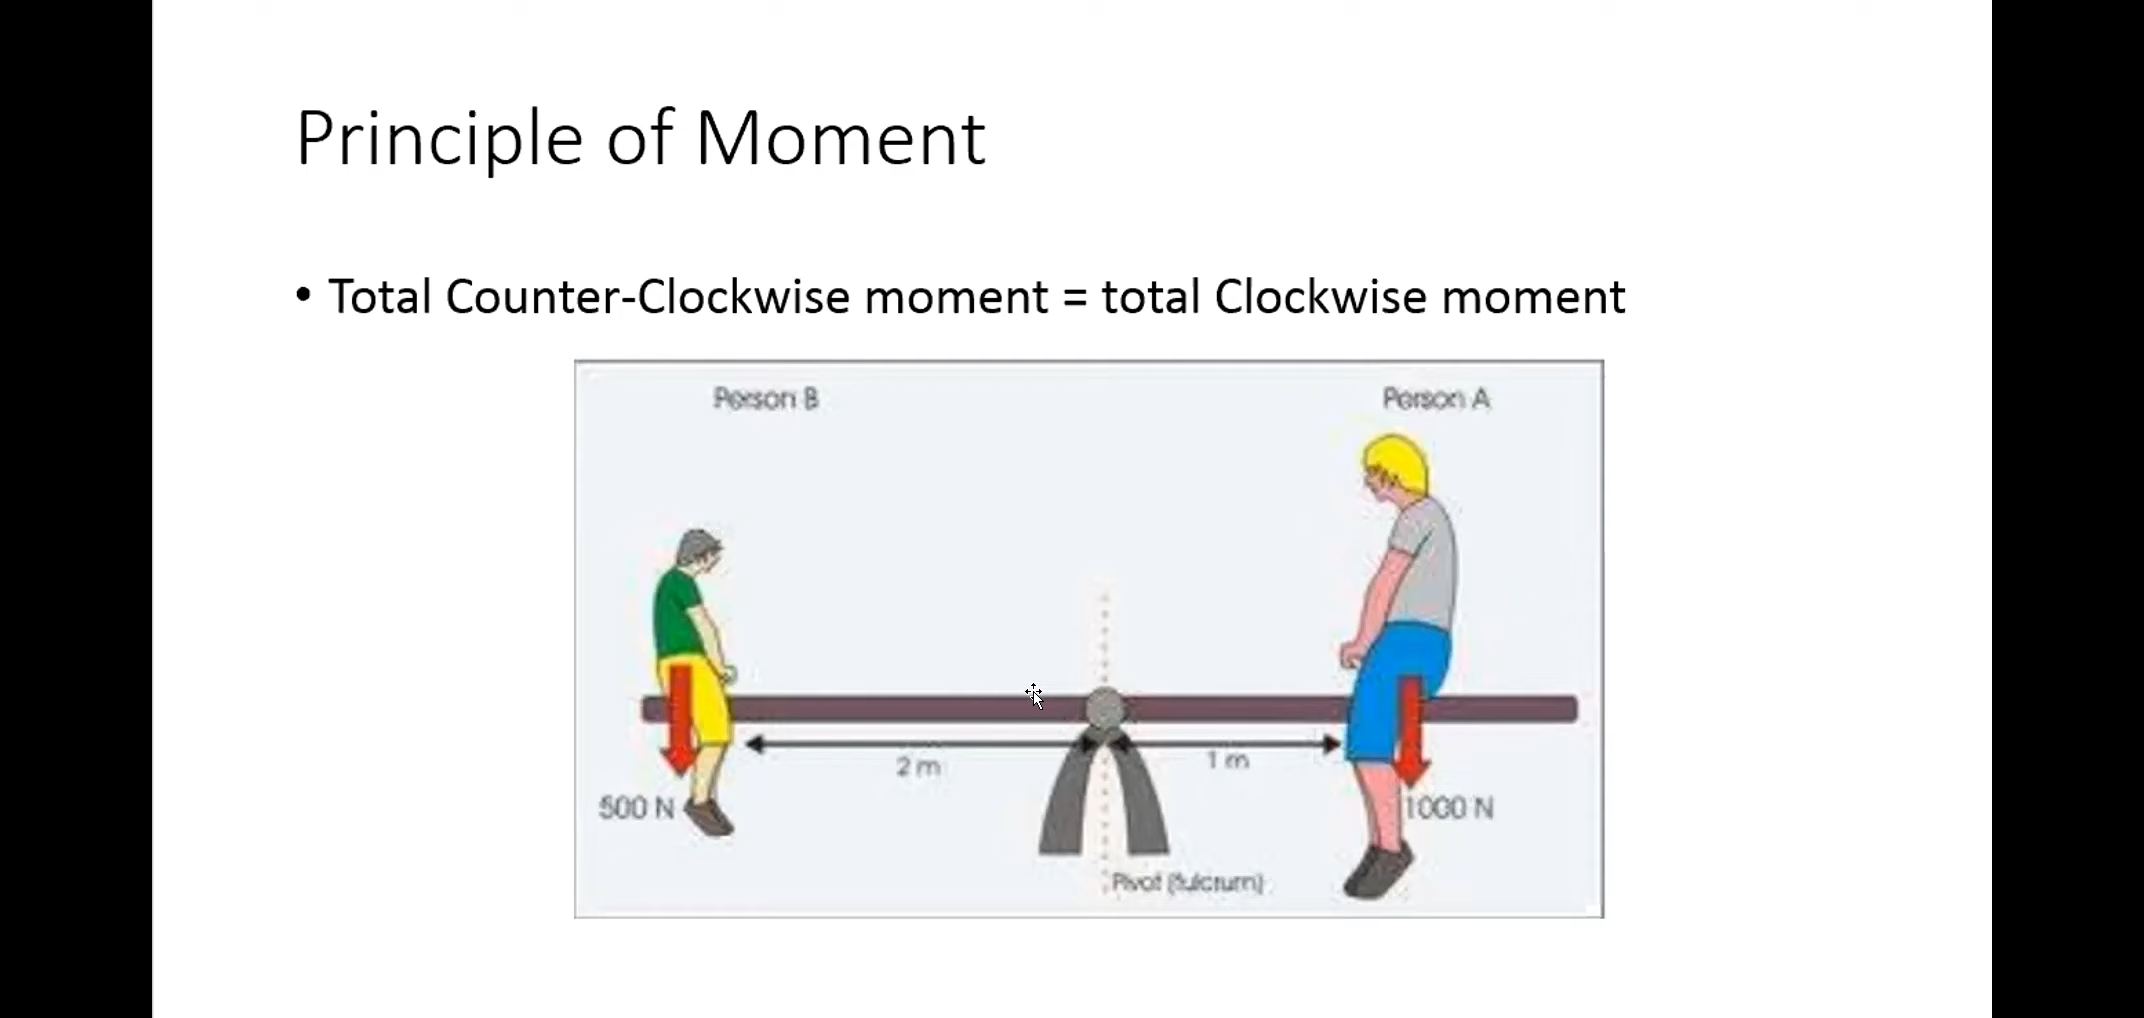 Principle of Moment
• Total Counter-Clockwise moment = total Clockwise moment
Person B
Person A
2 m
1 m
500 N
1000 N
Pivot (fulcrum)